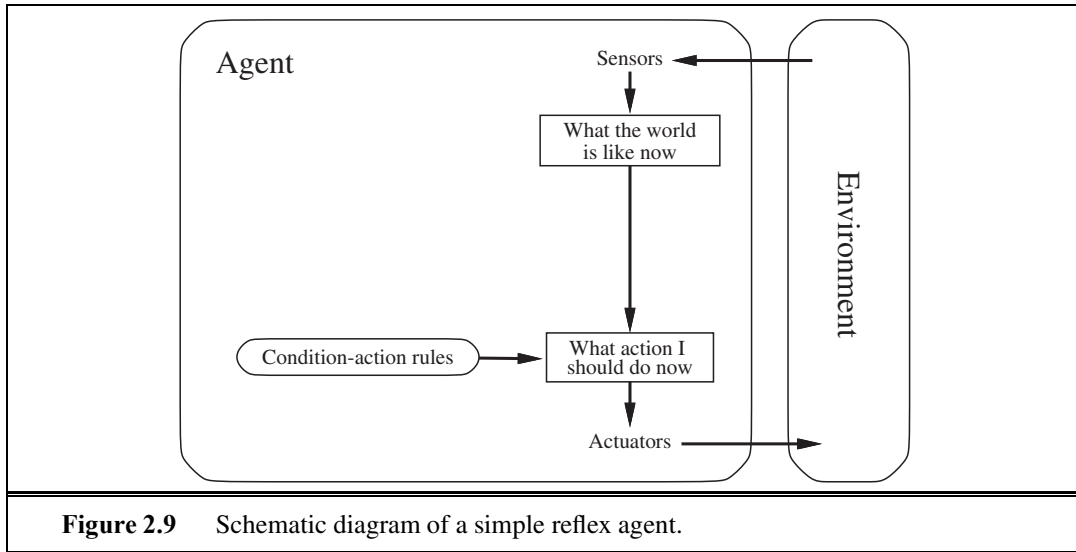 Agent
Sensors
What the world
is like now
Environment
Condition-action rules
What action I
should do now
Actuators
Figure 2.9 Schematic diagram of a simple reflex agent.